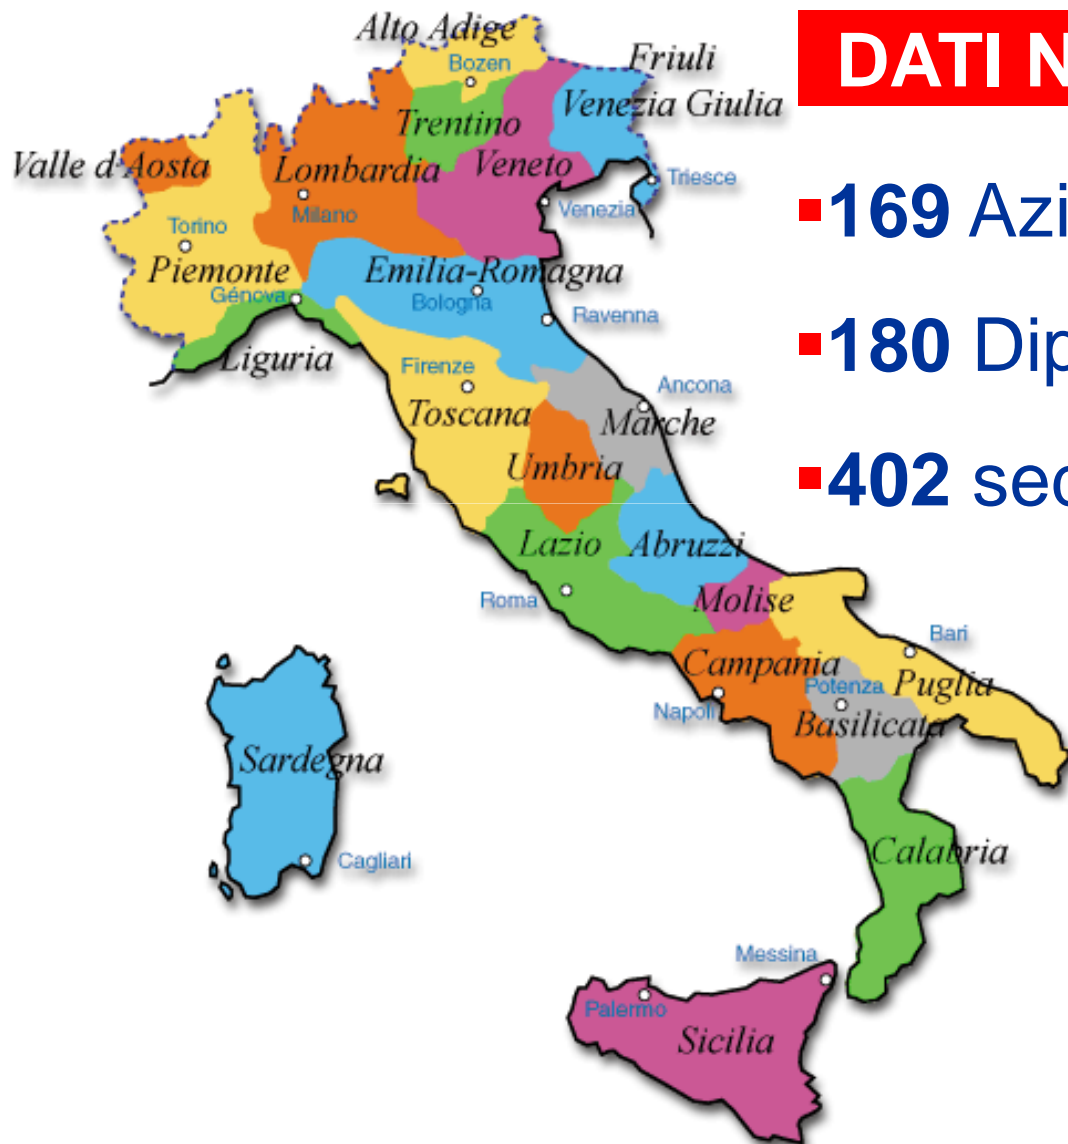 DATI N
▪169 Azi
▪180 Dip
▪402 sed
Alto Adige
Bozen
Friuli
Venezia Giulia
Trentino
Valle d'Aosta
Lombardia
Veneto
Triesce
Milano
Venezia
Torino
Piemonte
Emilia-Romagna
Génova
Bologna
Ravenna
Liguria
Firenze
Ancona
Toscana
Marche
Umbria
Lazio
Abruzzi
Roma
Molise
Bari
Campania
Potenza
Puglia
Napoli
Basilicata
Sardegna
Cagliari
Calabria
Messina
Palermo
Sicilia